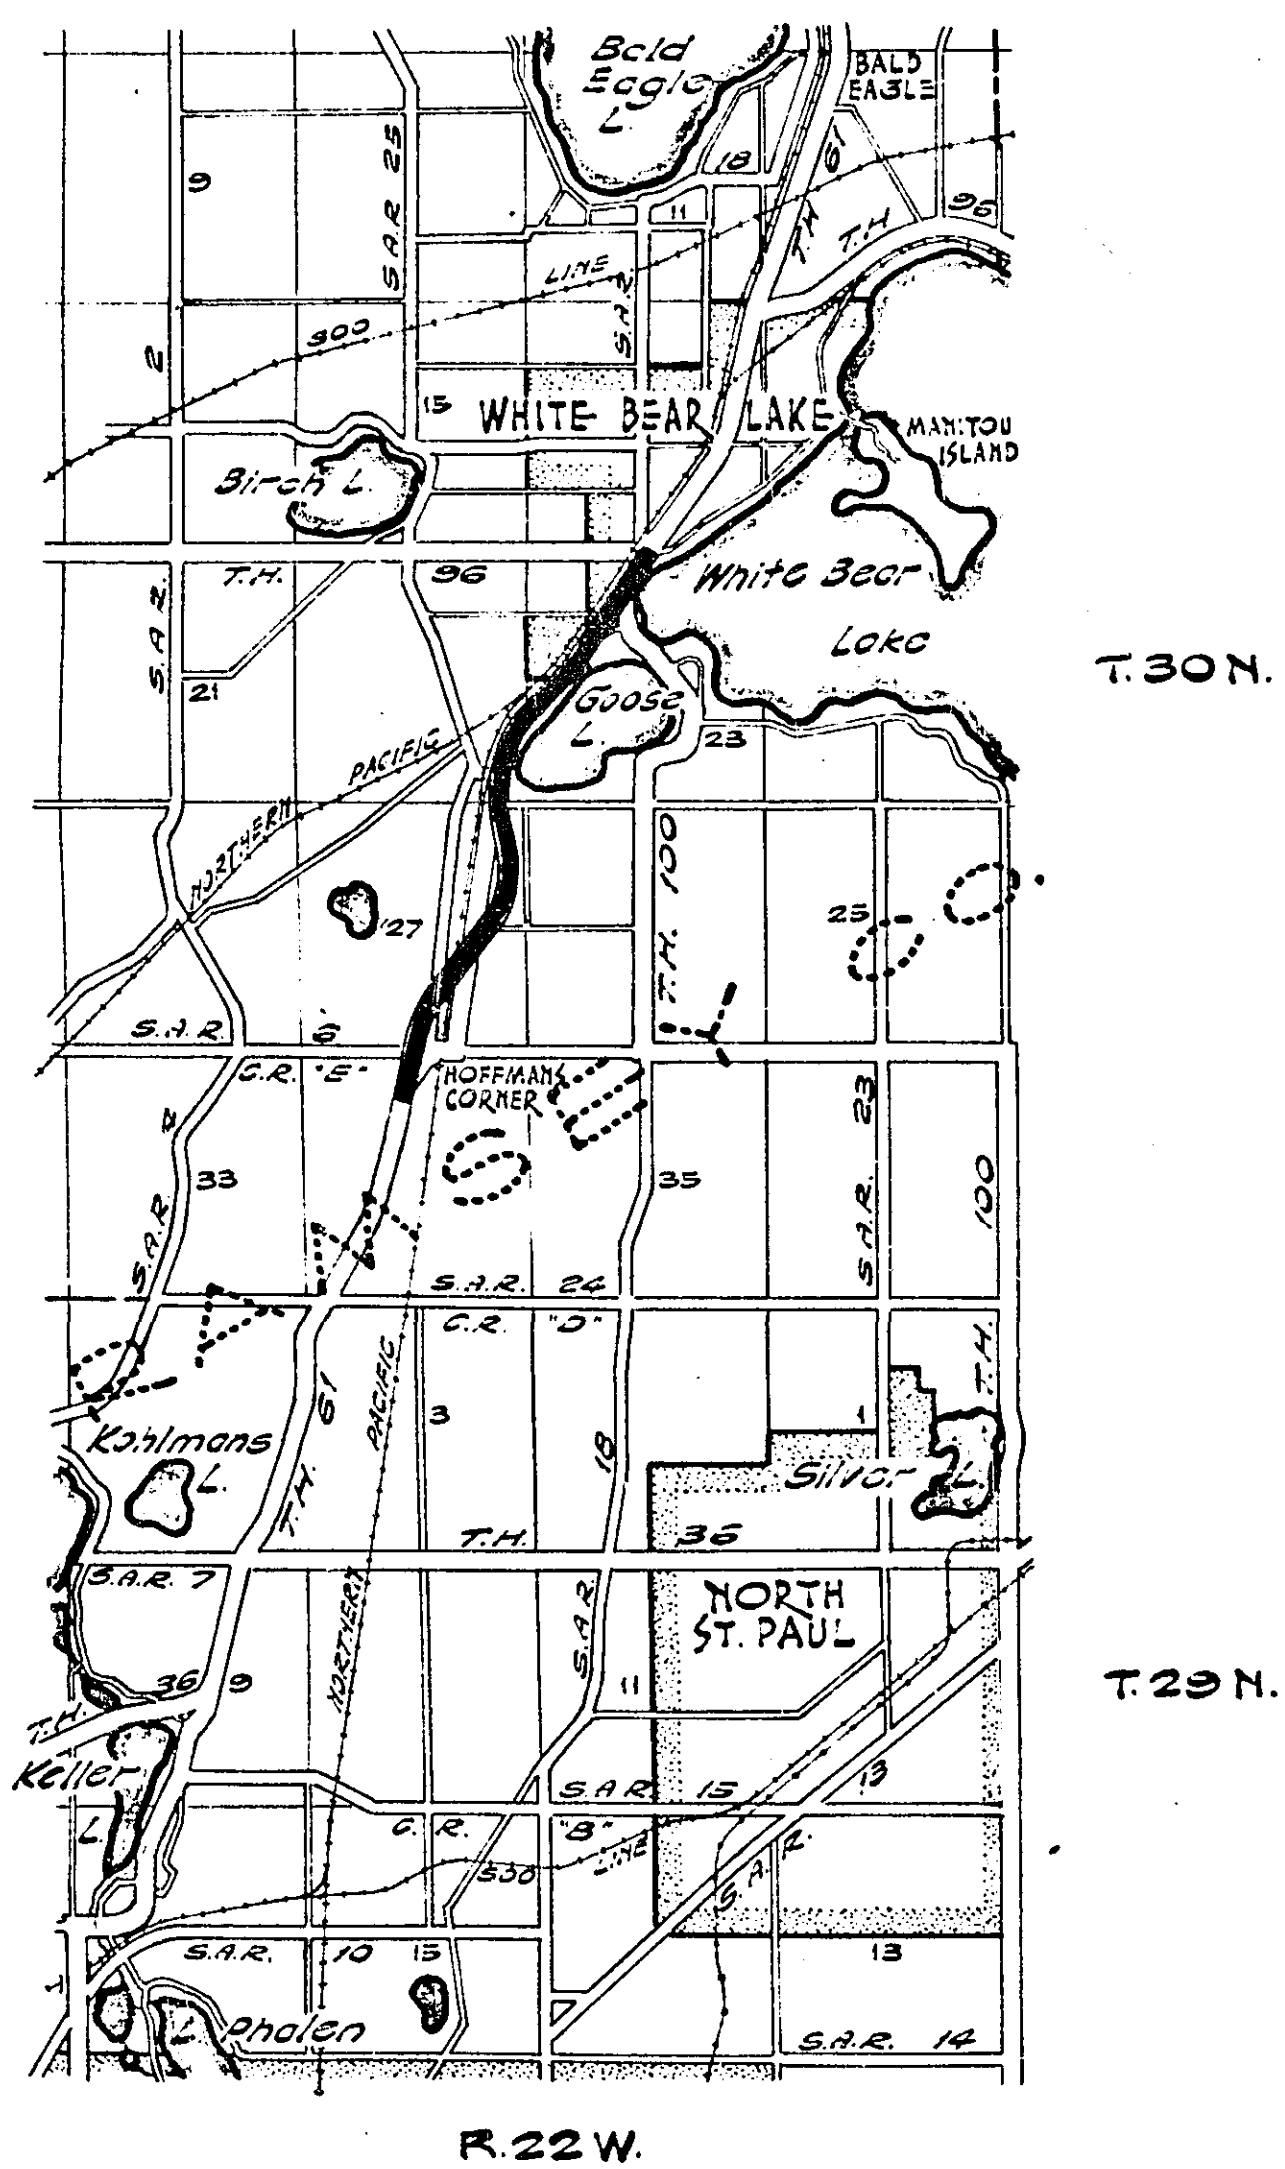 Bald
Eagle
L.
BALD
EAGLE
9
S A R 25
18
61
11
T.H
T.H
96
LINE
S.A.R.
SOO
2
15
WHITE BEAR LAKE
MANITOU
ISLAND
Birch L.
T.H. 96
White Bear
Lake
S.A.R.
T. 30 N.
21
Goose
L.
23
PACIFIC
NORTHERN
T.H. 100
27
25
S.A.R. 6
C.R. "E"
HOFFMANS
CORNER
S.A.R. 23
33
35
100
S.A.R.
S.A.R. 24
C.R. "D"
T.H.
61
PACIFIC
3
1
Kohlmans
L.
18
T.H.
Silver L.
T.H. 36
S.A.R. 7
NORTH
ST. PAUL
NORTHERN
S.A.R.
36
9
11
T.H.
T. 29 N.
Keller
L.
S.A.R. 15
13
C.R. "B"
LINE
SOO
S.A.R.
S.A.R. 10
15
13
1
L. Phalen
S.A.R. 14
R. 22 W.